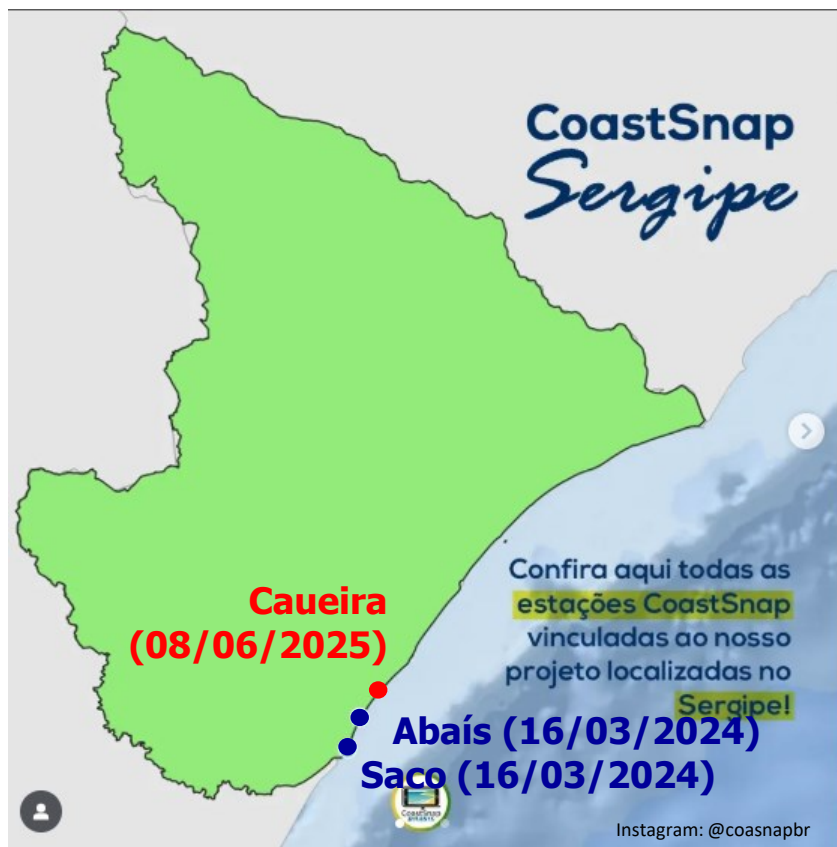 CoastSnap
Sergipe
Confira aqui todas as
estações CoastSnap
vinculadas ao nosso
projeto localizadas no
Sergipe!
Caueira
(08/06/2025)
Abaís (16/03/2024)
Saco (16/03/2024)
CoastSnap
Instagram: @coasnapbr